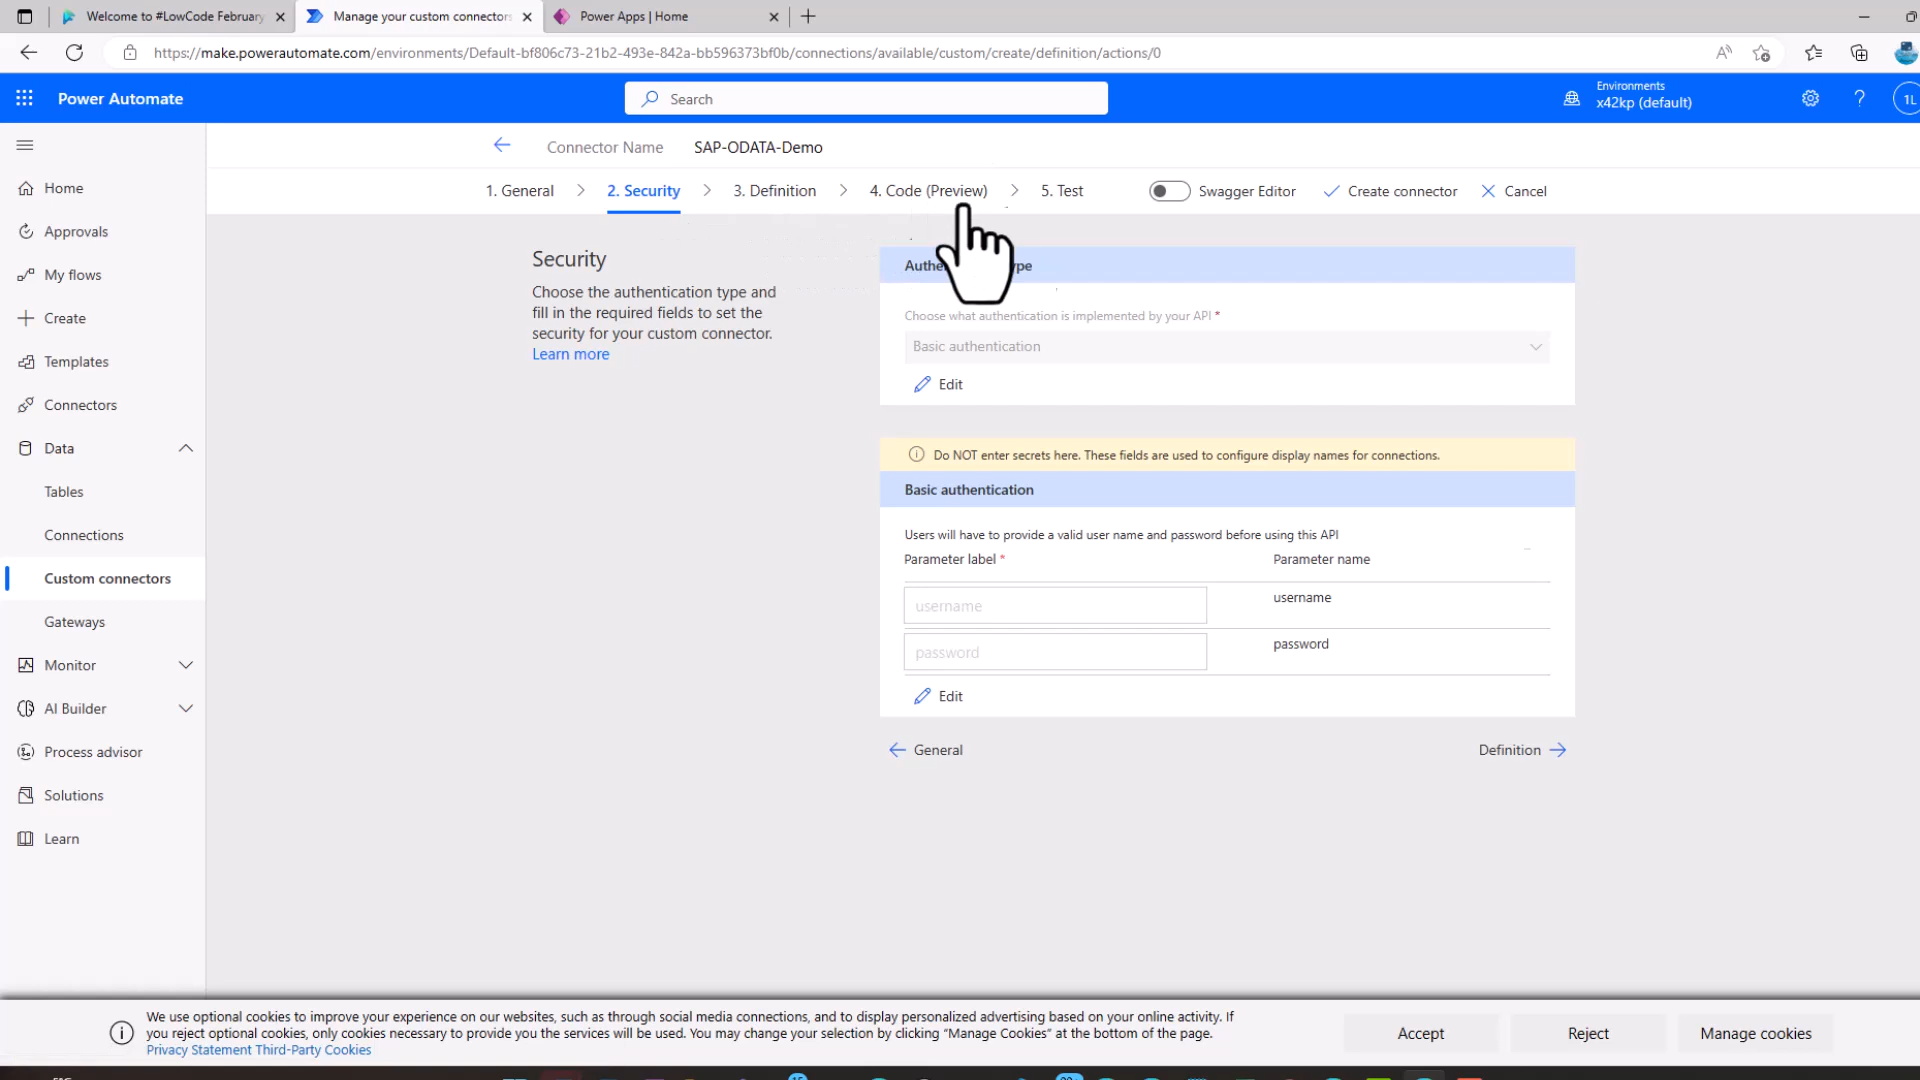 Welcome to #LowCode February
Manage your custom connectors
Power Apps | Home
https://make.powerautomate.com/environments/Default-bf806c73-21b2-493e-842a-bb596373bf0b/connections/available/custom/create/definition/actions/0
Power Automate
Search
Environments
x42kp (default)
?
1L
Connector Name SAP-ODATA-Demo
1. General > 2. Security > 3. Definition > 4. Code (Preview) > 5. Test
Swagger Editor
Create connector
Cancel
Home
Approvals
My flows
Create
Templates
Connectors
Data
Tables
Connections
Custom connectors
Gateways
Monitor
AI Builder
Process advisor
Solutions
Learn
Security
Choose the authentication type and
fill in the required fields to set the
security for your custom connector.
Learn more
Choose what authentication is implemented by your API *
Basic authentication
Edit
Do NOT enter secrets here. These fields are used to configure display names for connections.
Basic authentication
Users will have to provide a valid user name and password before using this API
Parameter label * Parameter name
username username
password password
Edit
General
Definition
We use optional cookies to improve your experience on our websites, such as through social media connections, and to display personalized advertising based on your online activity. If
you reject optional cookies, only cookies necessary to provide you the services will be used. You may change your selection by clicking "Manage Cookies" at the bottom of the page.
Privacy Statement Third-Party Cookies
Accept
Reject
Manage cookies